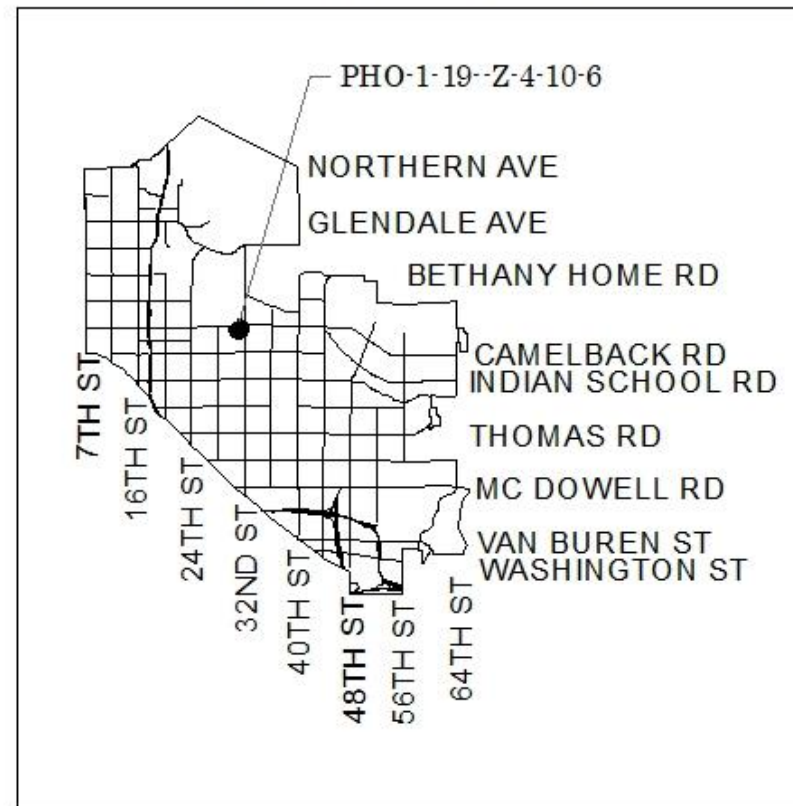 PHO-1-19--Z-4-10-6
NORTHERN AVE
GLENDALE AVE
BETHANY HOME RD
CAMELBACK RD
INDIAN SCHOOL RD
THOMAS RD
MC DOWELL RD
VAN BUREN ST
WASHINGTON ST
7TH ST
16TH ST
24TH ST
32ND ST
40TH ST
48TH ST
56TH ST
64TH ST